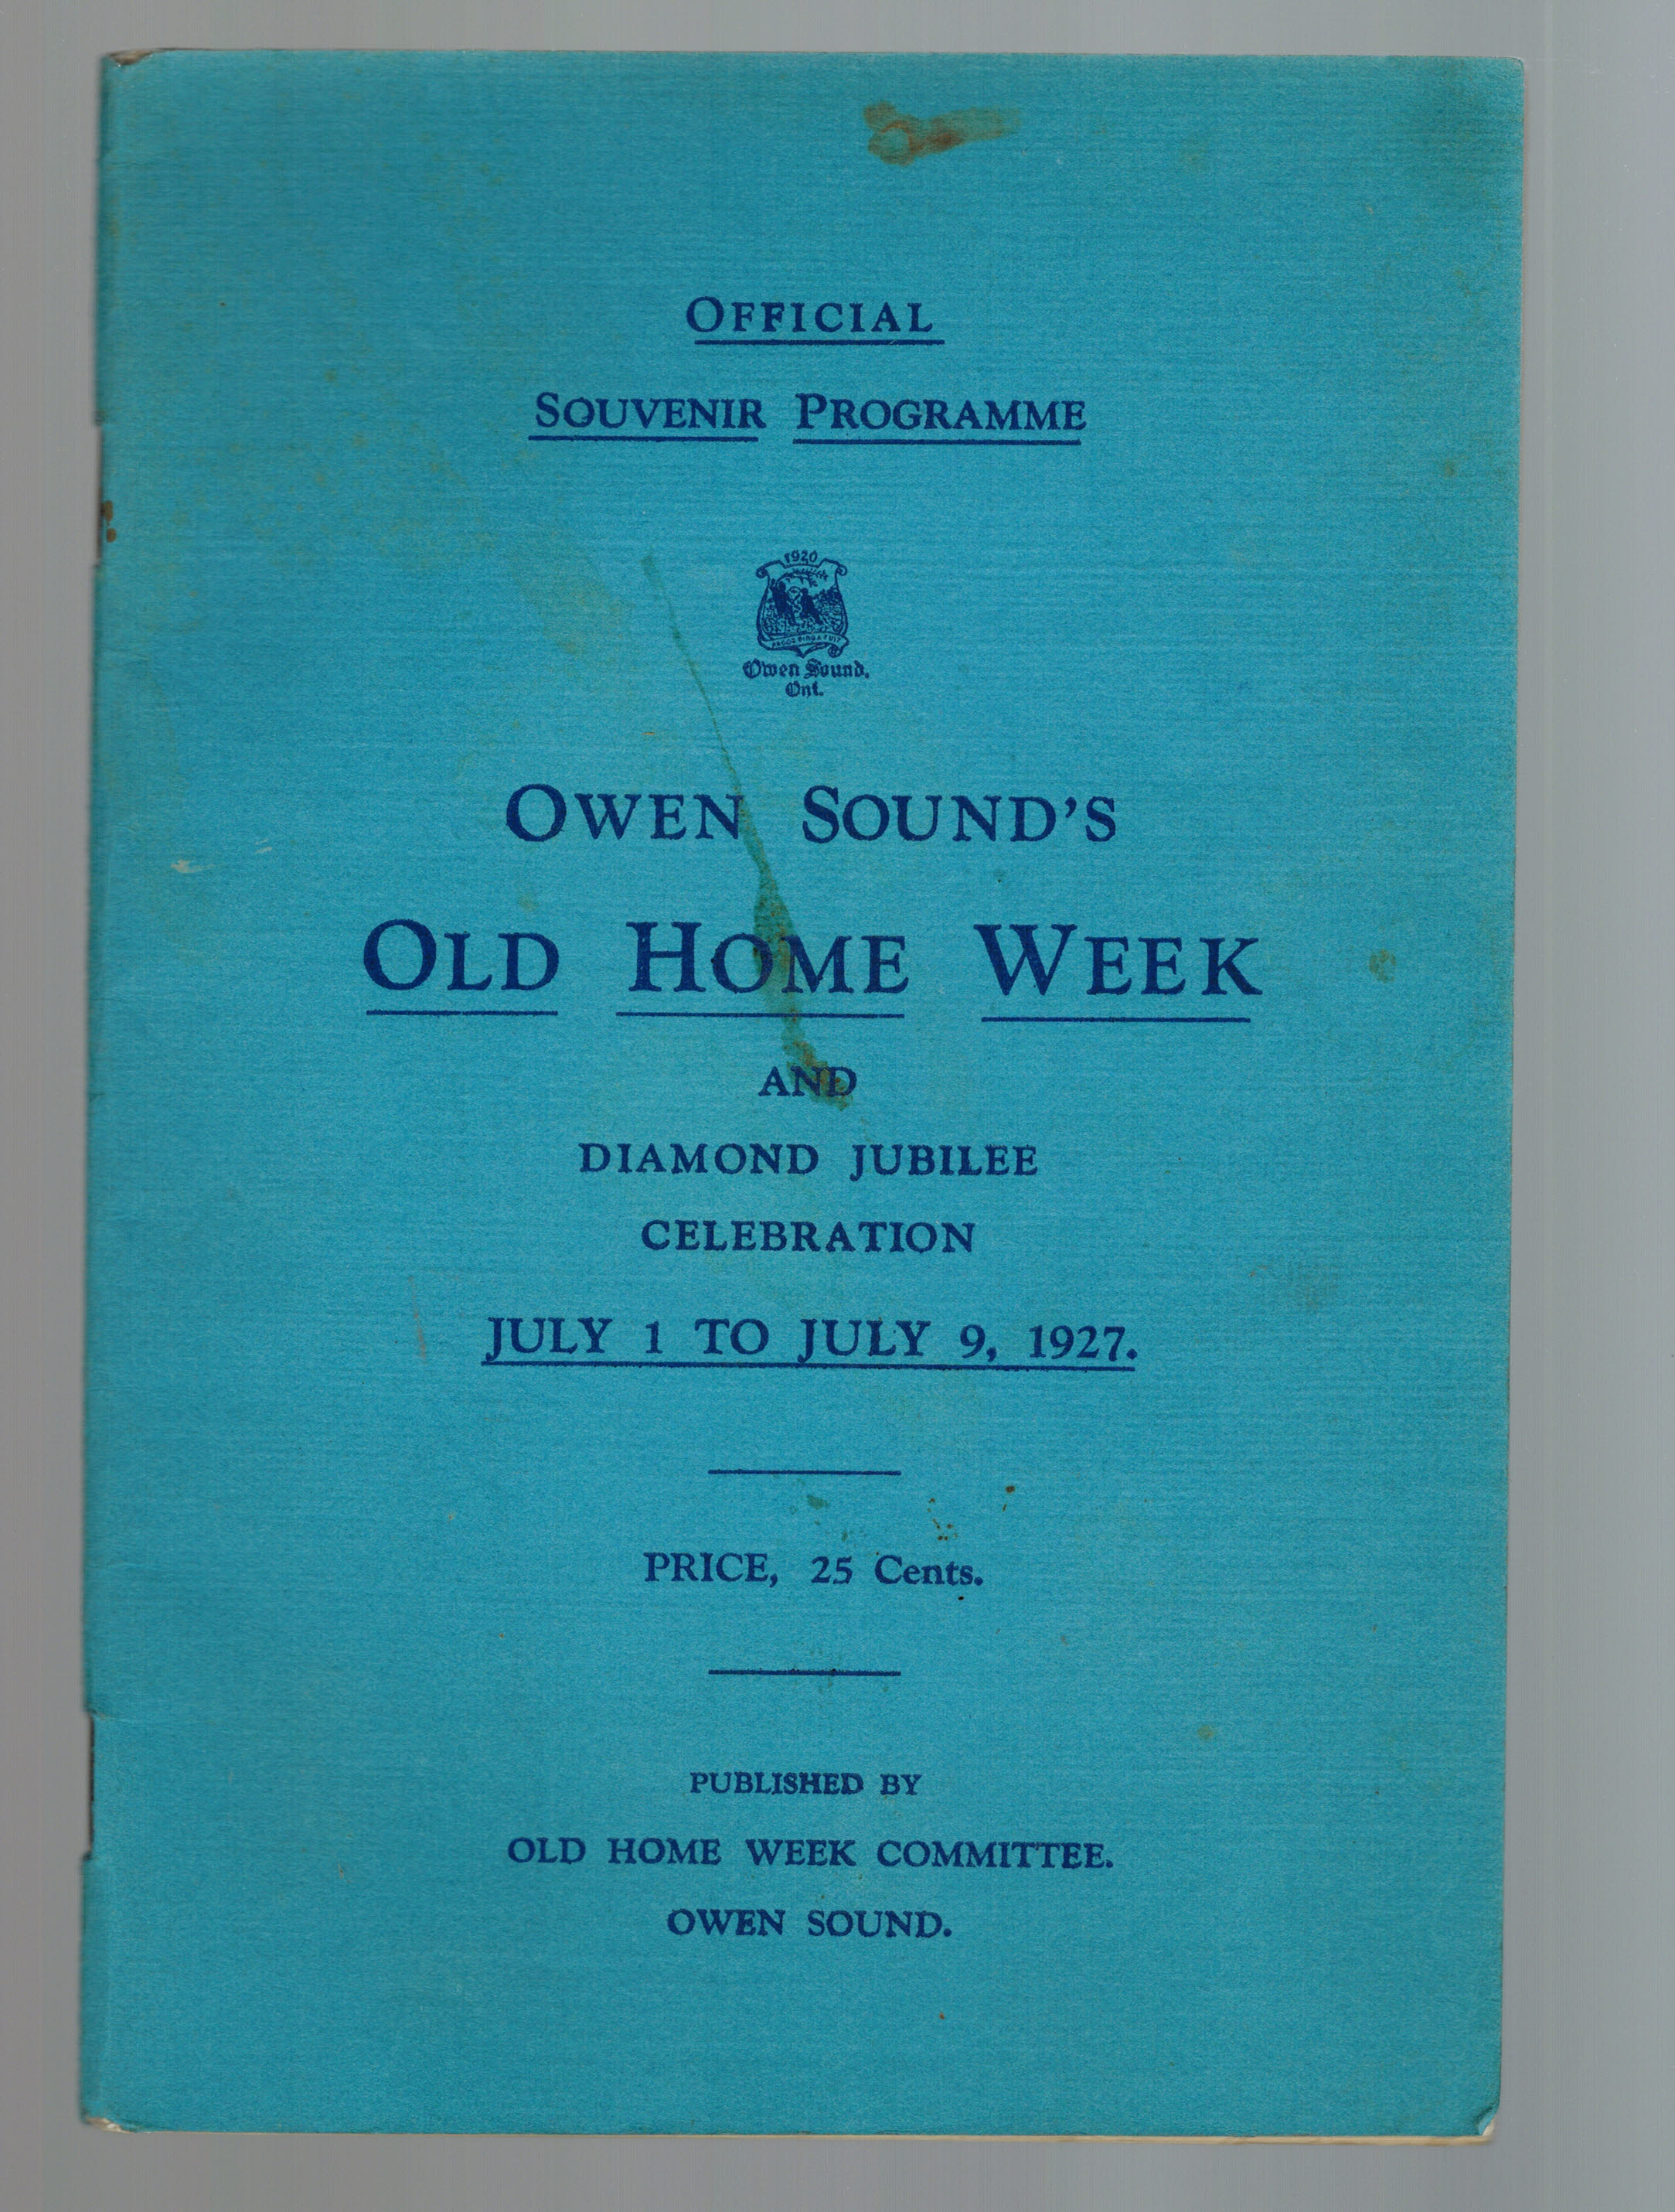 OFFICIAL
SOUVENIR PROGRAMME
1920
Owen Sound,
Ont.
OWEN SOUND'S
OLD HOME WEEK
AND
DIAMOND JUBILEE
CELEBRATION
JULY 1 TO JULY 9, 1927.
PRICE, 25 Cents.
PUBLISHED BY
OLD HOME WEEK COMMITTEE.
OWEN SOUND.